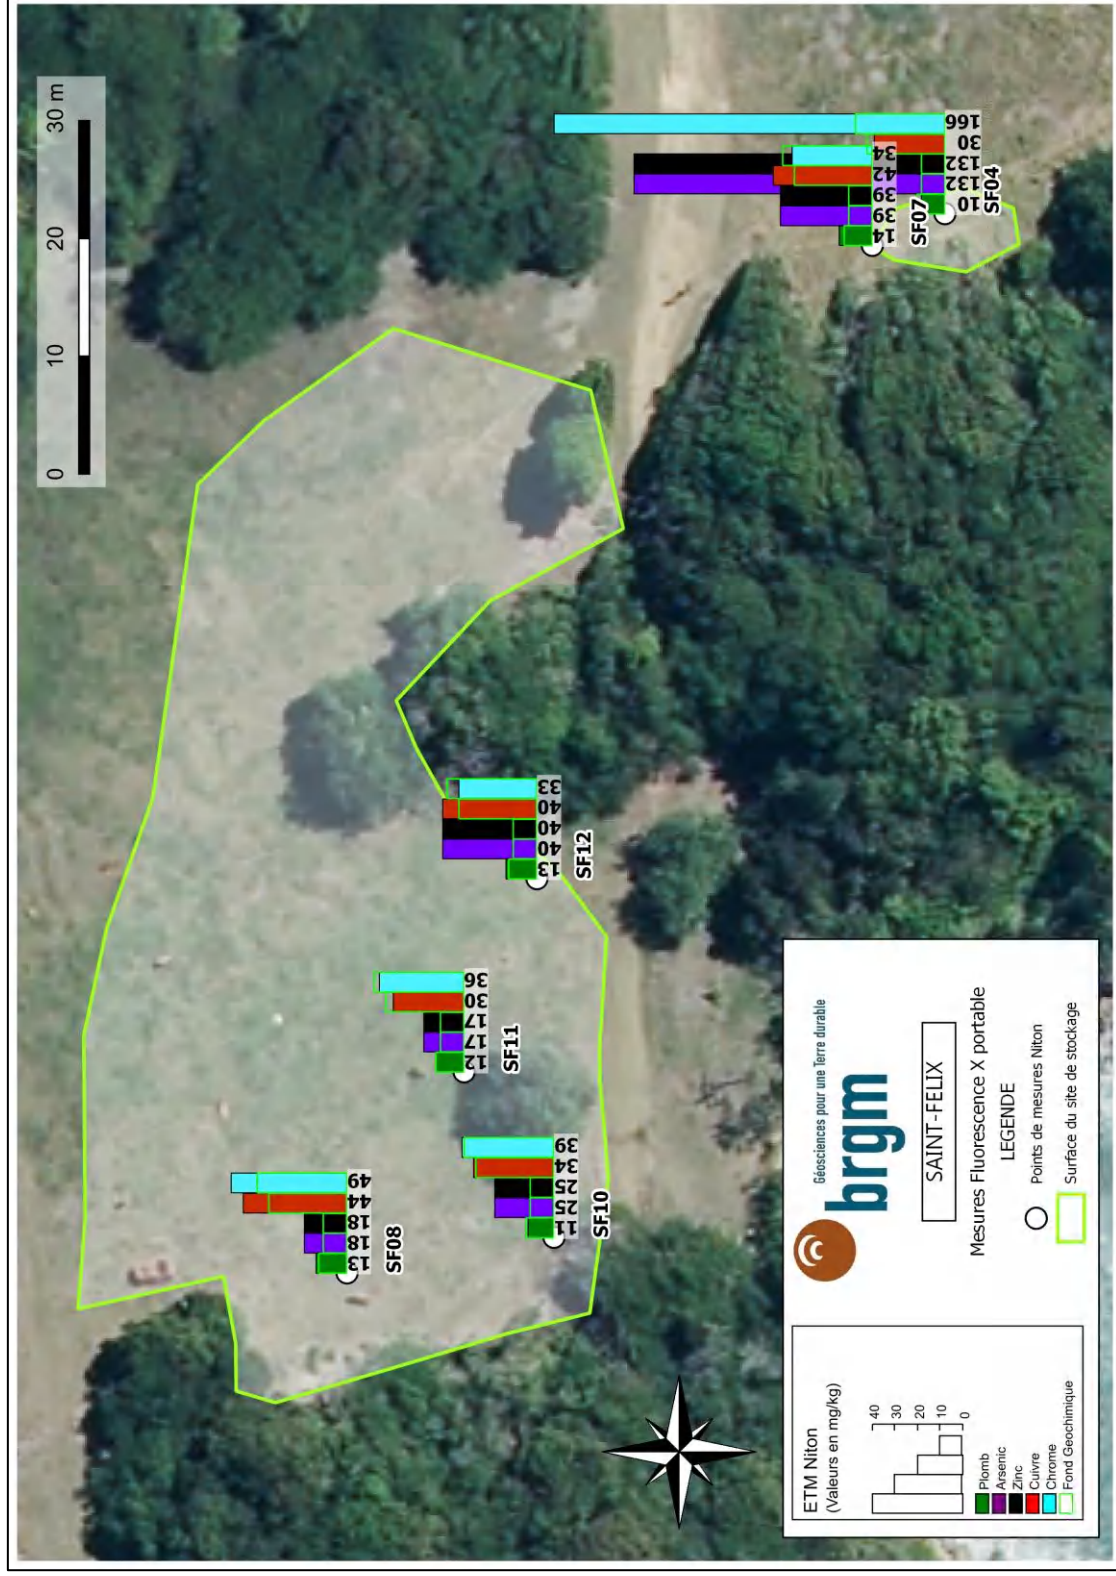 0 10 20 30 m
166
30
132
132
10
SF04
34
42
39
39
14
SF07
33
40
40
40
13
SF12
36
30
17
17
12
SF11
39
34
25
25
11
SF10
49
44
18
18
13
SF08
ETM Niton
(Valeurs en mg/kg)
40
30
20
10
0
Plomb
Arsenic
Zinc
Cuivre
Chrome
Fond Geochimique
Géosciences pour une Terre durable
brgm
SAINT-FELIX
Mesures Fluorescence X portable
LEGENDE
Points de mesures Niton
Surface du site de stockage